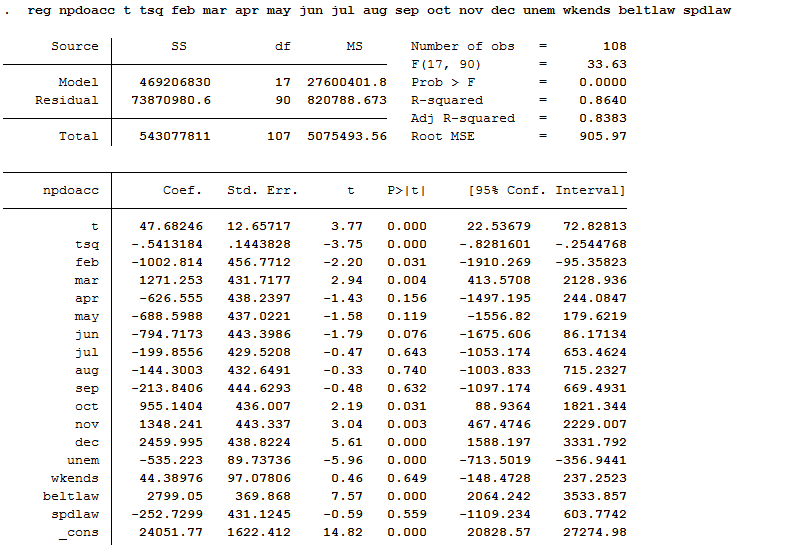 . reg npdoacc t tsq feb mar apr may jun jul aug sep oct nov dec unem wkends beltlaw spdlaw
Source SS df MS Number of obs = 108
F(17, 90) = 33.63
Model 469206830 17 27600401.8 Prob > F = 0.0000
Residual 73870980.6 90 820788.673 R-squared = 0.8640
Adj R-squared = 0.8383
Total 543077811 107 5075493.56 Root MSE = 905.97
npdoacc Coef. Std. Err. t P>|t| [95% Conf. Interval]
t 47.68246 12.65717 3.77 0.000 22.53679 72.82813
tsq -.5413184 .1443828 -3.75 0.000 -.8281601 -.2544768
feb -1002.814 456.7712 -2.20 0.031 -1910.269 -95.35823
mar 1271.253 431.7177 2.94 0.004 413.5708 2128.936
apr -626.555 438.2397 -1.43 0.156 -1497.195 244.0847
may -688.5988 437.0221 -1.58 0.119 -1556.82 179.6219
jun -794.7173 443.3986 -1.79 0.076 -1675.606 86.17134
jul -199.8556 429.5208 -0.47 0.643 -1053.174 653.4624
aug -144.3003 432.6491 -0.33 0.740 -1003.833 715.2327
sep -213.8406 444.6293 -0.48 0.632 -1097.174 669.4931
oct 955.1404 436.007 2.19 0.031 88.9364 1821.344
nov 1348.241 443.337 3.04 0.003 467.4746 2229.007
dec 2459.995 438.8224 5.61 0.000 1588.197 3331.792
unem -535.223 89.73736 -5.96 0.000 -713.5019 -356.9441
wkends 44.38976 97.07806 0.46 0.649 -148.4728 237.2523
beltlaw 2799.05 369.868 7.57 0.000 2064.242 3533.857
spdlaw -252.7299 431.1245 -0.59 0.559 -1109.234 603.7742
_cons 24051.77 1622.412 14.82 0.000 20828.57 27274.98